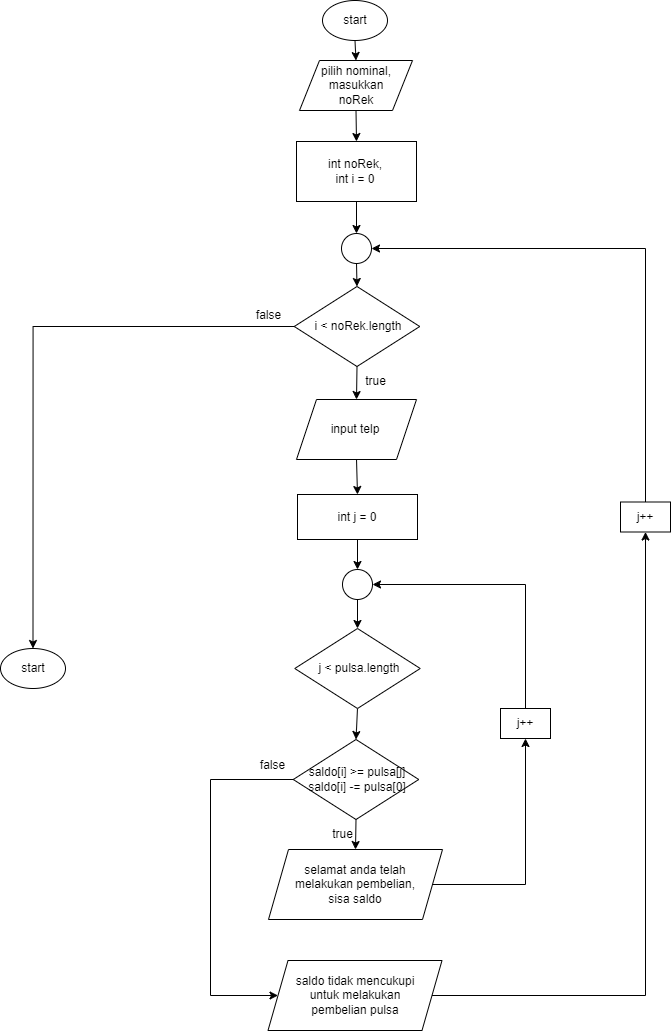 start
pilih nominal,
masukkan
noRek
int noRek,
int i = 0
false
i < noRek.length
true
input telp
int j = 0
j++
start
j < pulsa.length
j++
false
saldo[i] >= pulsa[j]
saldo[i] -= pulsa[0]
true
selamat anda telah
melakukan pembelian,
sisa saldo
saldo tidak mencukupi
untuk melakukan
pembelian pulsa